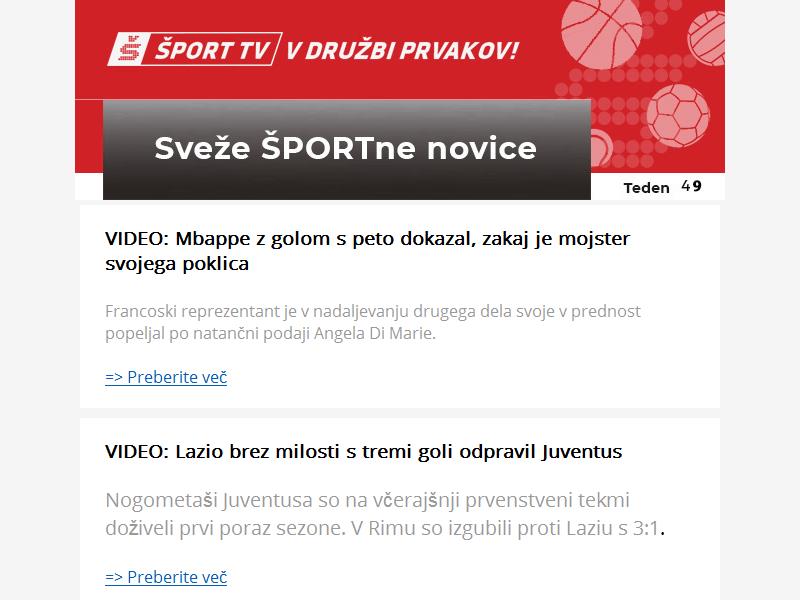 Š ŠPORT TV V DRUŽBI PRVAKOV!
Sveže ŠPORTne novice
Teden 49
VIDEO: Mbappe z golom s peto dokazal, zakaj je mojster
svojega poklica
Francoski reprezentant je v nadaljevanju drugega dela svoje v prednost
popeljal po natančni podaji Angela Di Marie.
=> Preberite več
VIDEO: Lazio brez milosti s tremi goli odpravil Juventus
Nogometaši Juventusa so na včerajšnji prvenstveni tekmi
doživeli prvi poraz sezone. V Rimu so izgubili proti Laziu s 3:1.
=> Preberite več